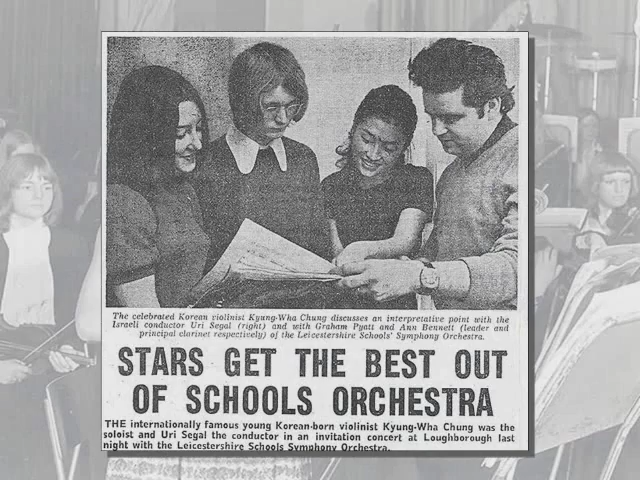 The celebrated Korean violinist Kyung-Wha Chung discusses an interpretative point with the
Israeli conductor Uri Segal (right) and with Graham Pyatt and Ann Bennett (leader and
principal clarinet respectively) of the Leicestershire Schools' Symphony Orchestra.
STARS GET THE BEST OUT
OF SCHOOLS ORCHESTRA
THE internationally famous young Korean-born violinist Kyung-Wha Chung was the
soloist and Uri Segal the conductor in an invitation concert at Loughborough last
night with the Leicestershire Schools Symphony Orchestra.